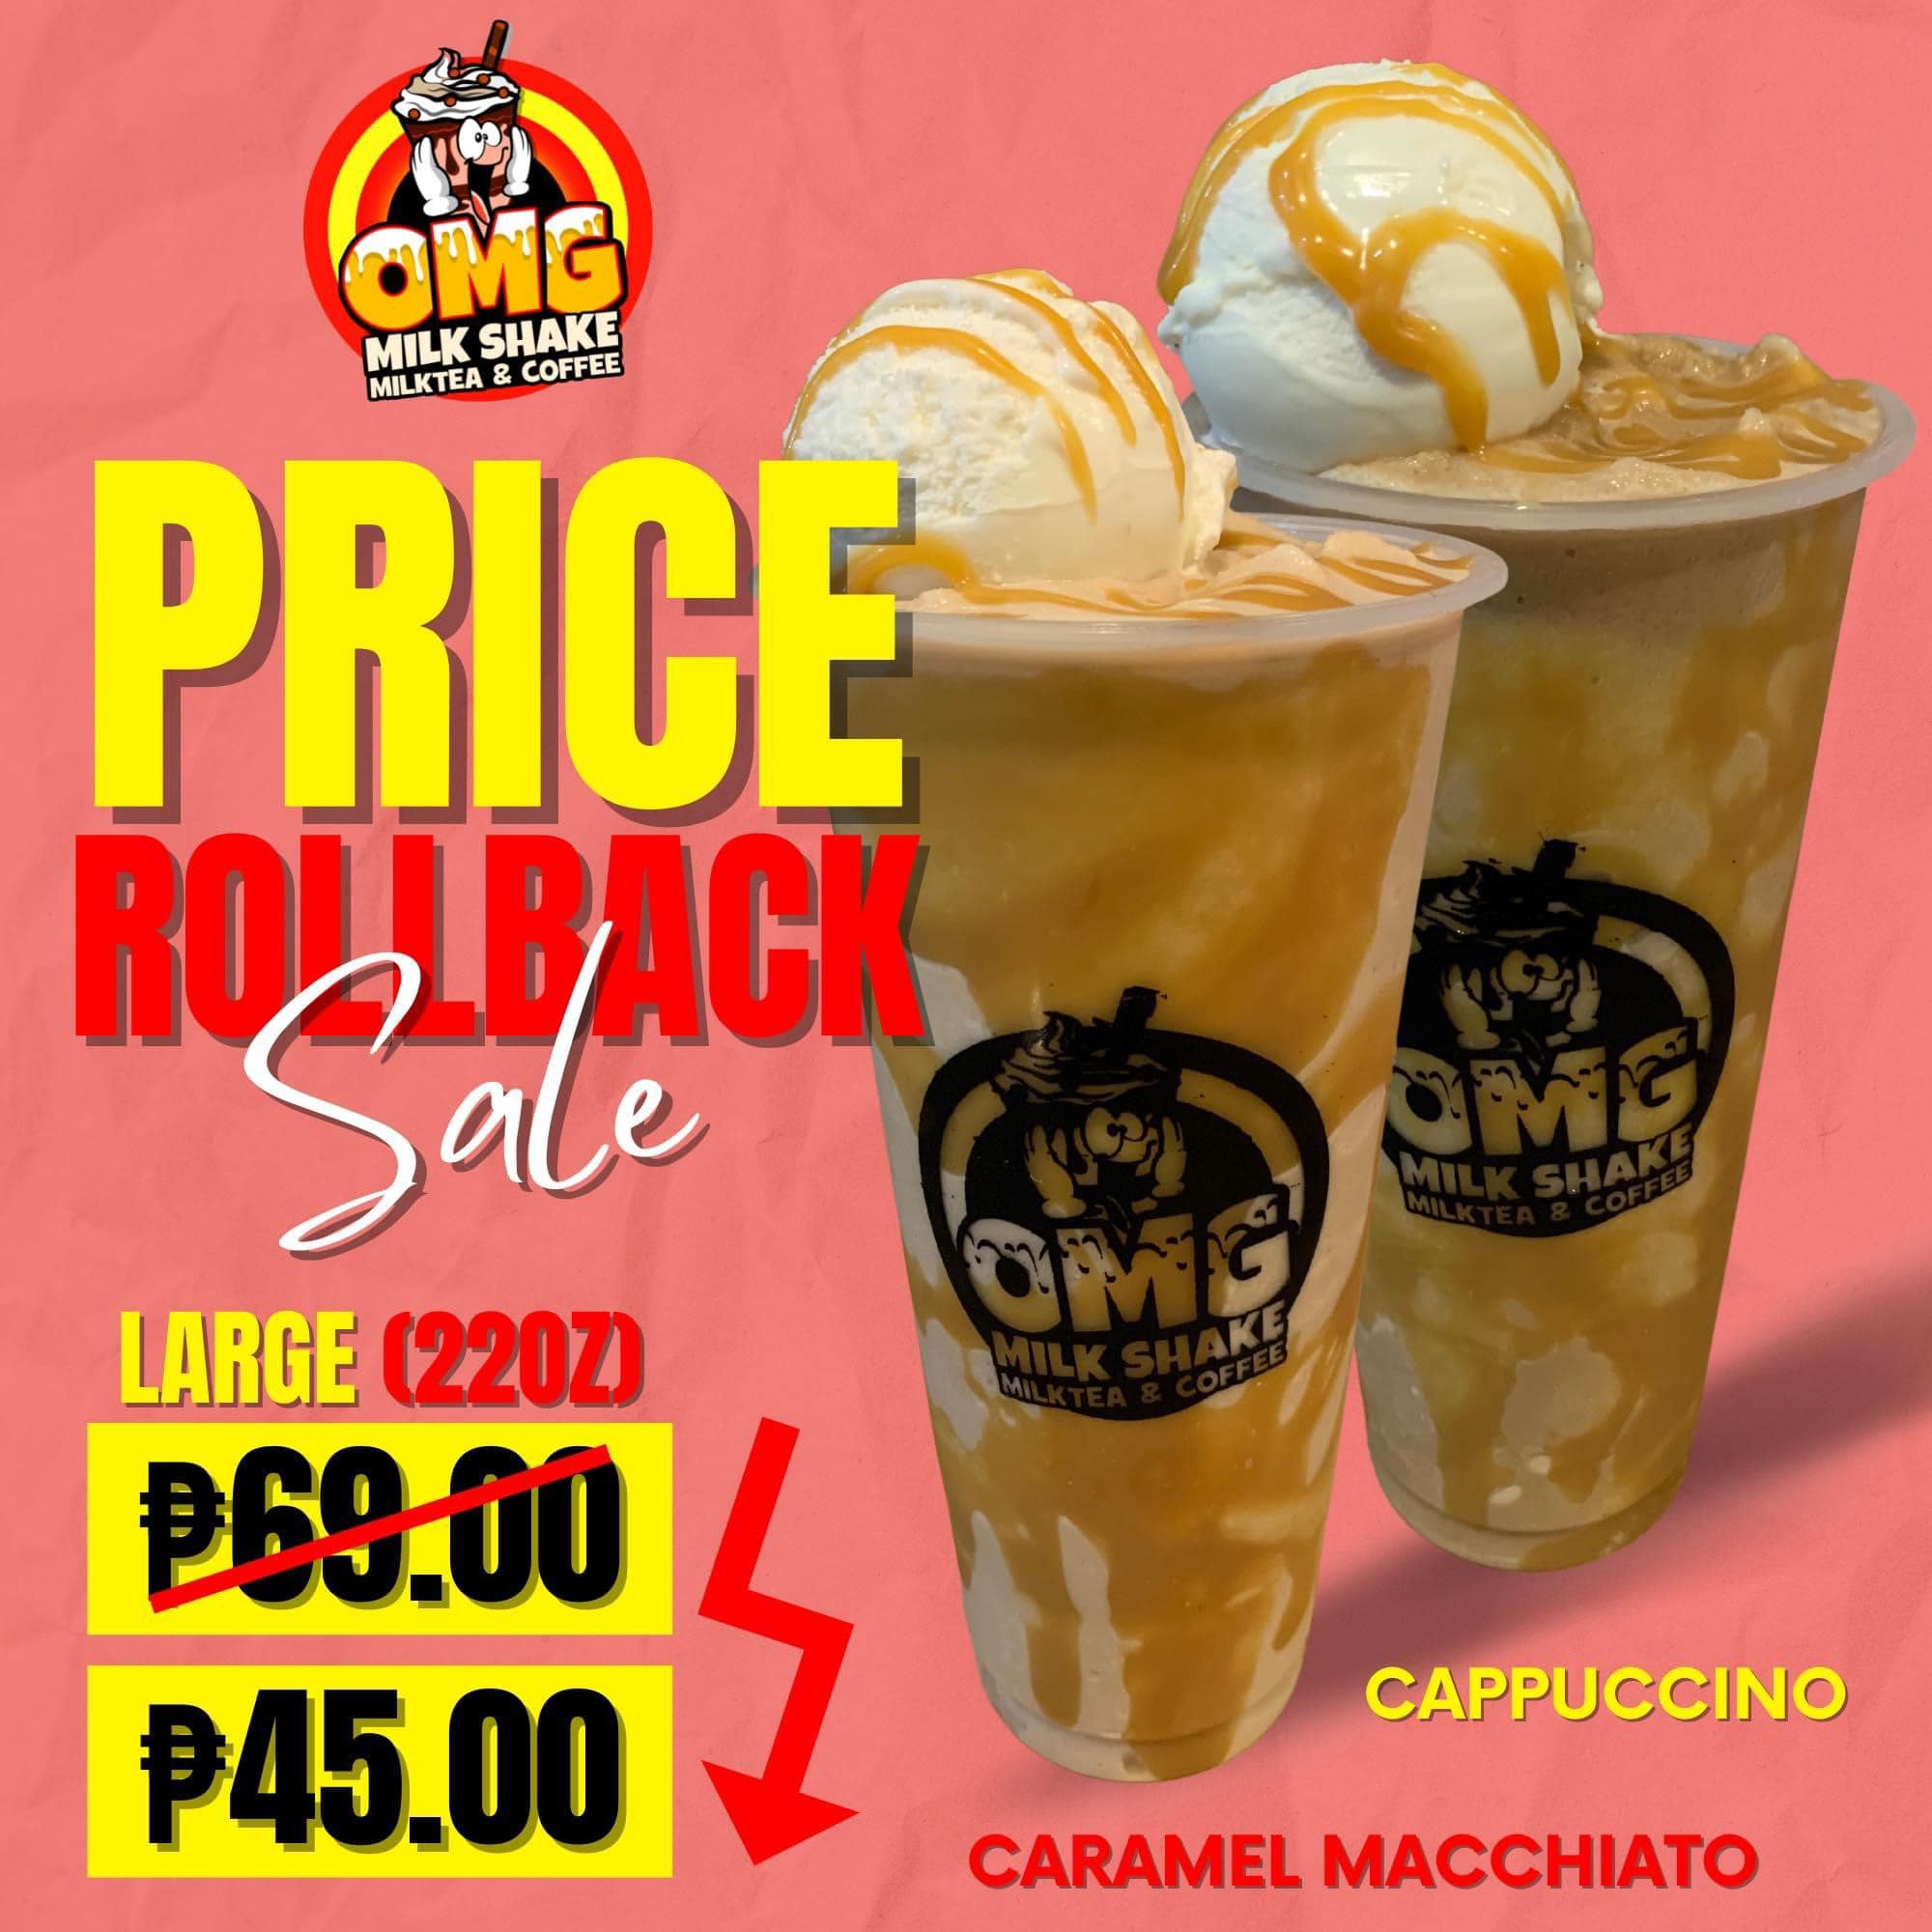 OMG
MILK SHAKE
MILKTEA & COFFEE
PRICE
ROLLBACK
Sale
LARGE (22OZ)
₱69.00
₱45.00
OMG
MILK SHAKE
MILKTEA & COFFEE
OMG
MILK SHAKE
MILKTEA & COFFEE
CAPPUCCINO
CARAMEL MACCHIATO